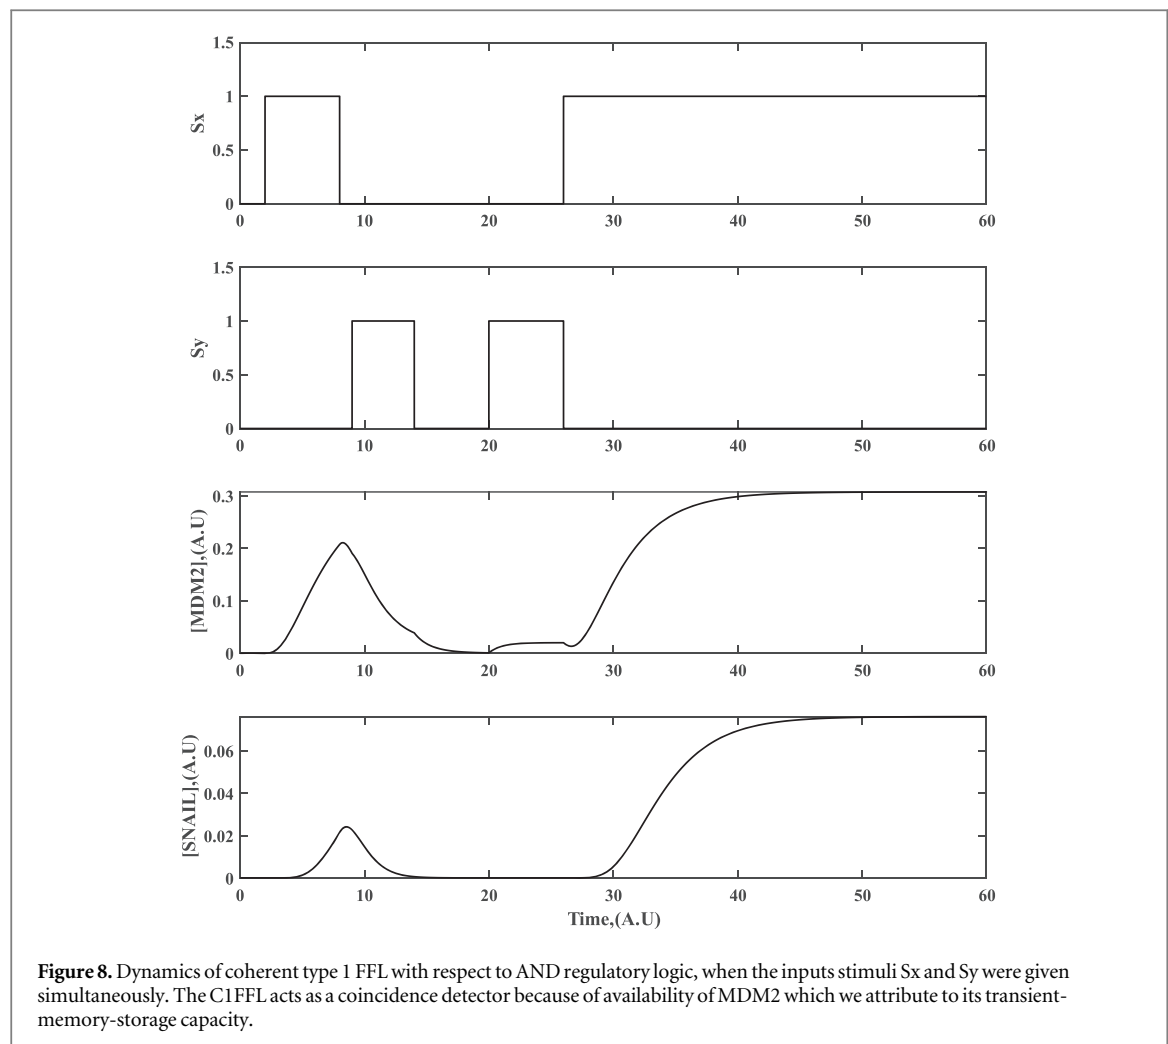 1.5
1
0.5
0
Sx
0 10 20 30 40 50 60
1.5
1
0.5
0
Sy
0 10 20 30 40 50 60
0.3
0.2
0.1
0
[MDM2],(A.U)
0 10 20 30 40 50 60
0.06
0.04
0.02
0
[SNAIL],(A.U)
0 10 20 30 40 50 60
Time,(A.U)
Figure 8. Dynamics of coherent type 1 FFL with respect to AND regulatory logic, when the inputs stimuli Sx and Sy were given
simultaneously. The C1FFL acts as a coincidence detector because of availability of MDM2 which we attribute to its transient-
memory-storage capacity.